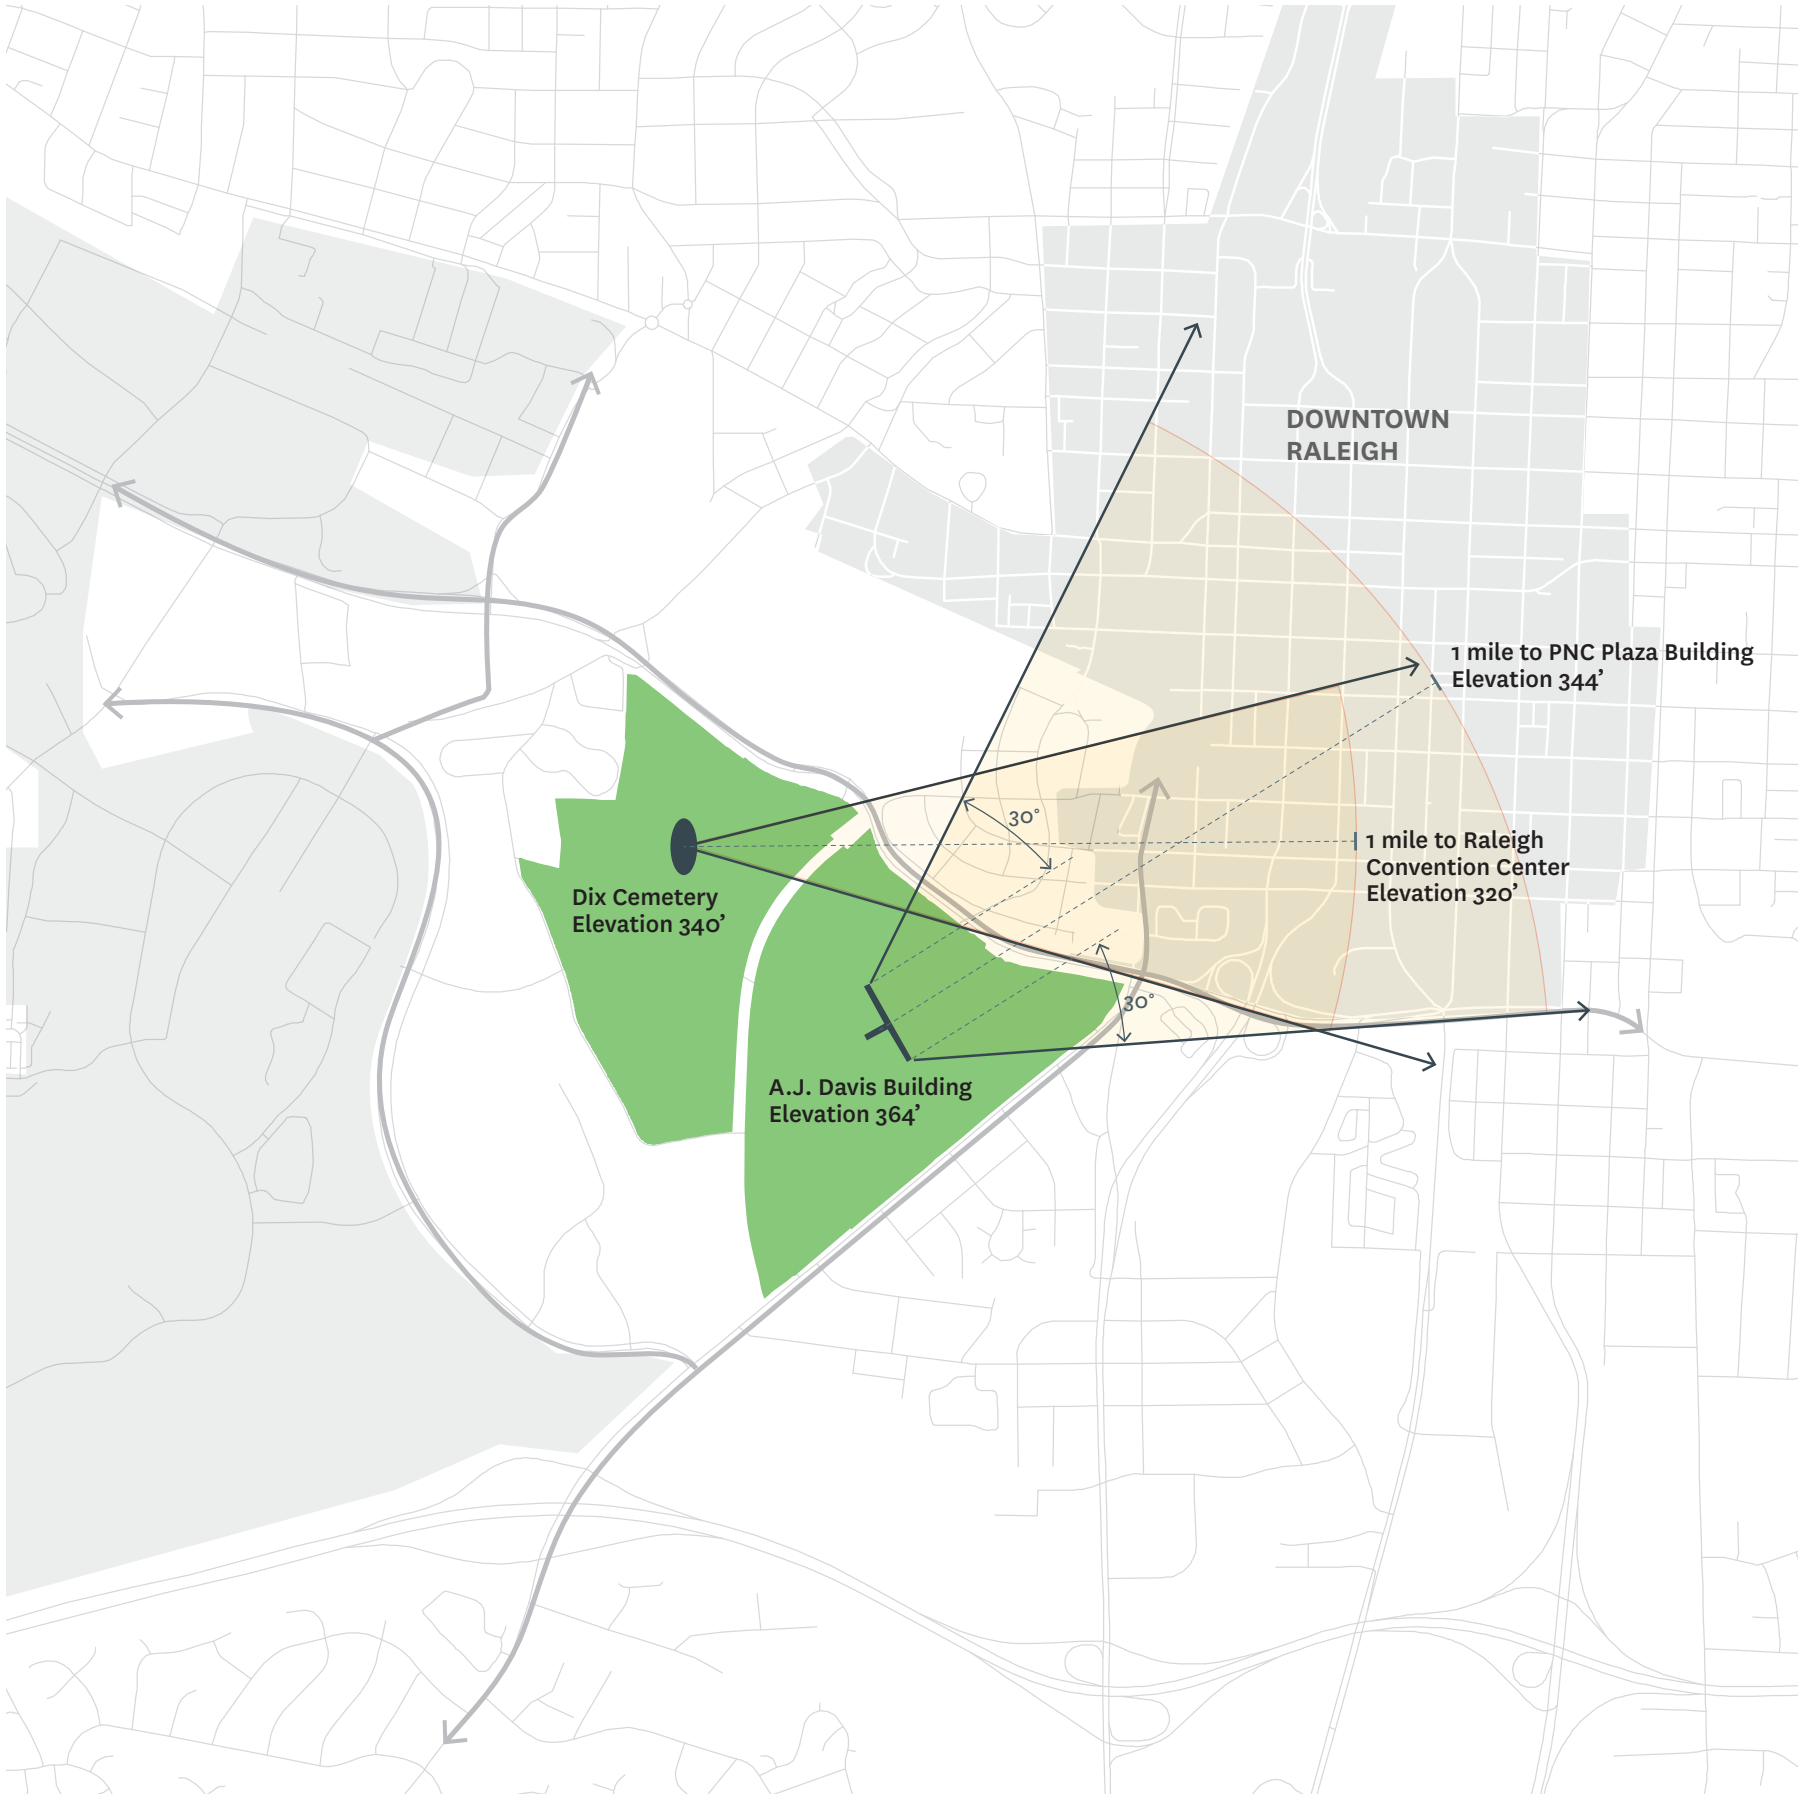 DOWNTOWN
RALEIGH
1 mile to PNC Plaza Building
Elevation 344’
30°
1 mile to Raleigh
Convention Center
Elevation 320’
Dix Cemetery
Elevation 340’
30°
A.J. Davis Building
Elevation 364’